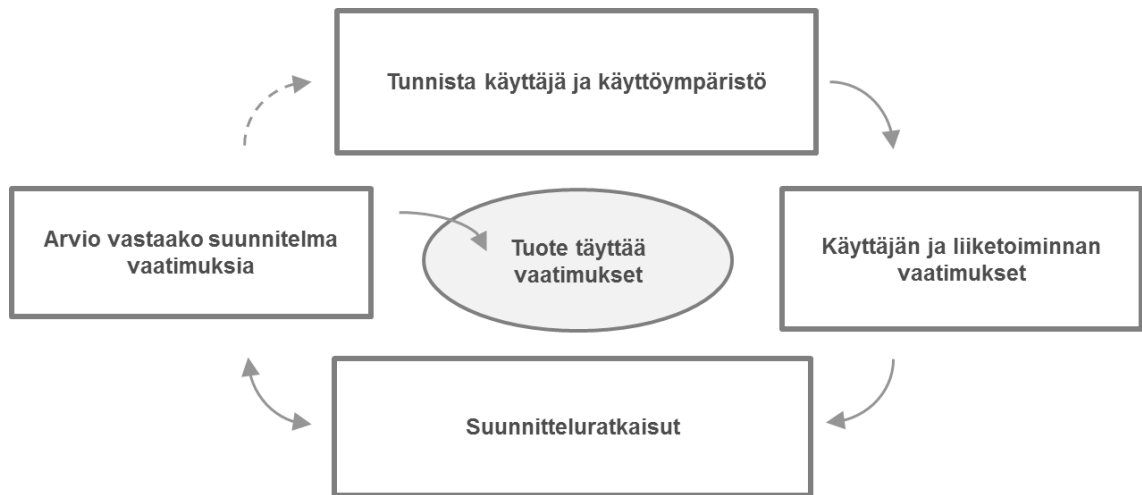 Tunnista käyttäjä ja käyttöympäristö
Arvio vastaako suunnitelma
vaatimuksia
Tuote täyttää
vaatimukset
Käyttäjän ja liiketoiminnan
vaatimukset
Suunnitteluratkaisut